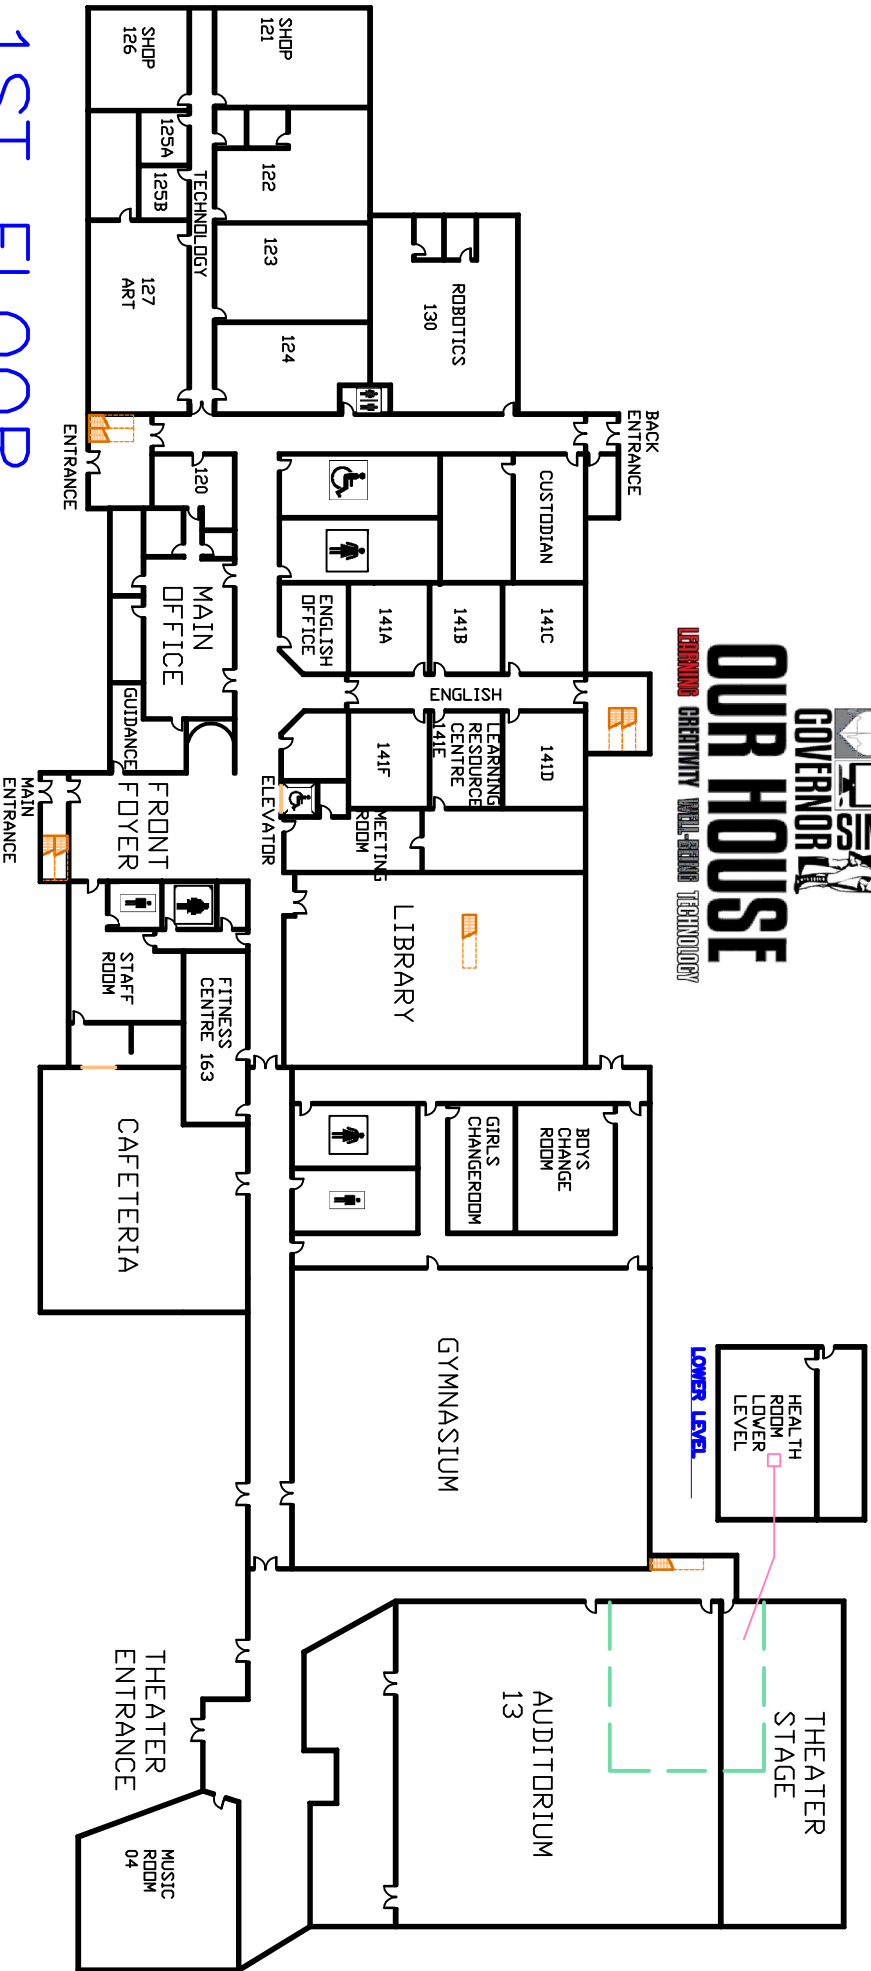 SIM
GOVERNOR
OUR HOUSE
LEARNING CREATIVITY WELL-BEING TECHNOLOGY
BACK
ENTRANCE
SHOP
121
SHOP
126
125A
125B
TECHNOLOGY
122
123
124
127
ART
ROBOTICS
130
ENTRANCE
120
CUSTODIAN
MAIN
OFFICE
ENGLISH
OFFICE
141A
141B
141C
ENGLISH
GUIDANCE
141F
LEARNING
RESOURCE
CENTRE
141E
141D
ELEVATOR
MEETING
ROOM
FRONT
FOYER
MAIN
ENTRANCE
LIBRARY
STAFF
ROOM
FITNESS
CENTRE 163
CAFETERIA
GIRLS
CHANGEROOM
BOYS
CHANGE
ROOM
GYMNASIUM
LOWER LEVEL
HEALTH
ROOM
LOWER
LEVEL
THEATER
STAGE
AUDITORIUM
13
THEATER
ENTRANCE
MUSIC
ROOM
04
1ST FLOOR